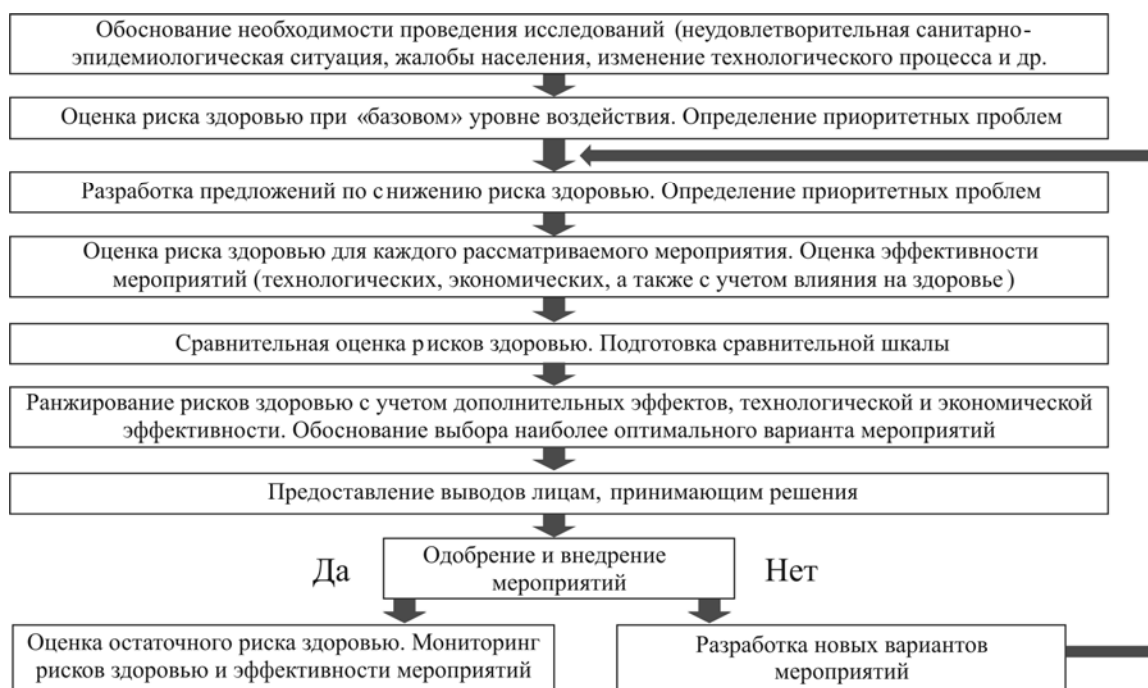 Обоснование необходимости проведения исследований (неудовлетворительная санитарно-
эпидемиологическая ситуация, жалобы населения, изменение технологического процесса и др.
Оценка риска здоровью при «базовом» уровне воздействия. Определение приоритетных проблем
Разработка предложений по снижению риска здоровью. Определение приоритетных проблем
Оценка риска здоровью для каждого рассматриваемого мероприятия. Оценка эффективности
мероприятий (технологических, экономических, а также с учетом влияния на здоровье)
Сравнительная оценка рисков здоровью. Подготовка сравнительной шкалы
Ранжирование рисков здоровью с учетом дополнительных эффектов, технологической и экономической
эффективности. Обоснование выбора наиболее оптимального варианта мероприятий
Предоставление выводов лицам, принимающим решения
Одобрение и внедрение
мероприятий
Да
Нет
Оценка остаточного риска здоровью. Мониторинг
рисков здоровью и эффективности мероприятий
Разработка новых вариантов
мероприятий